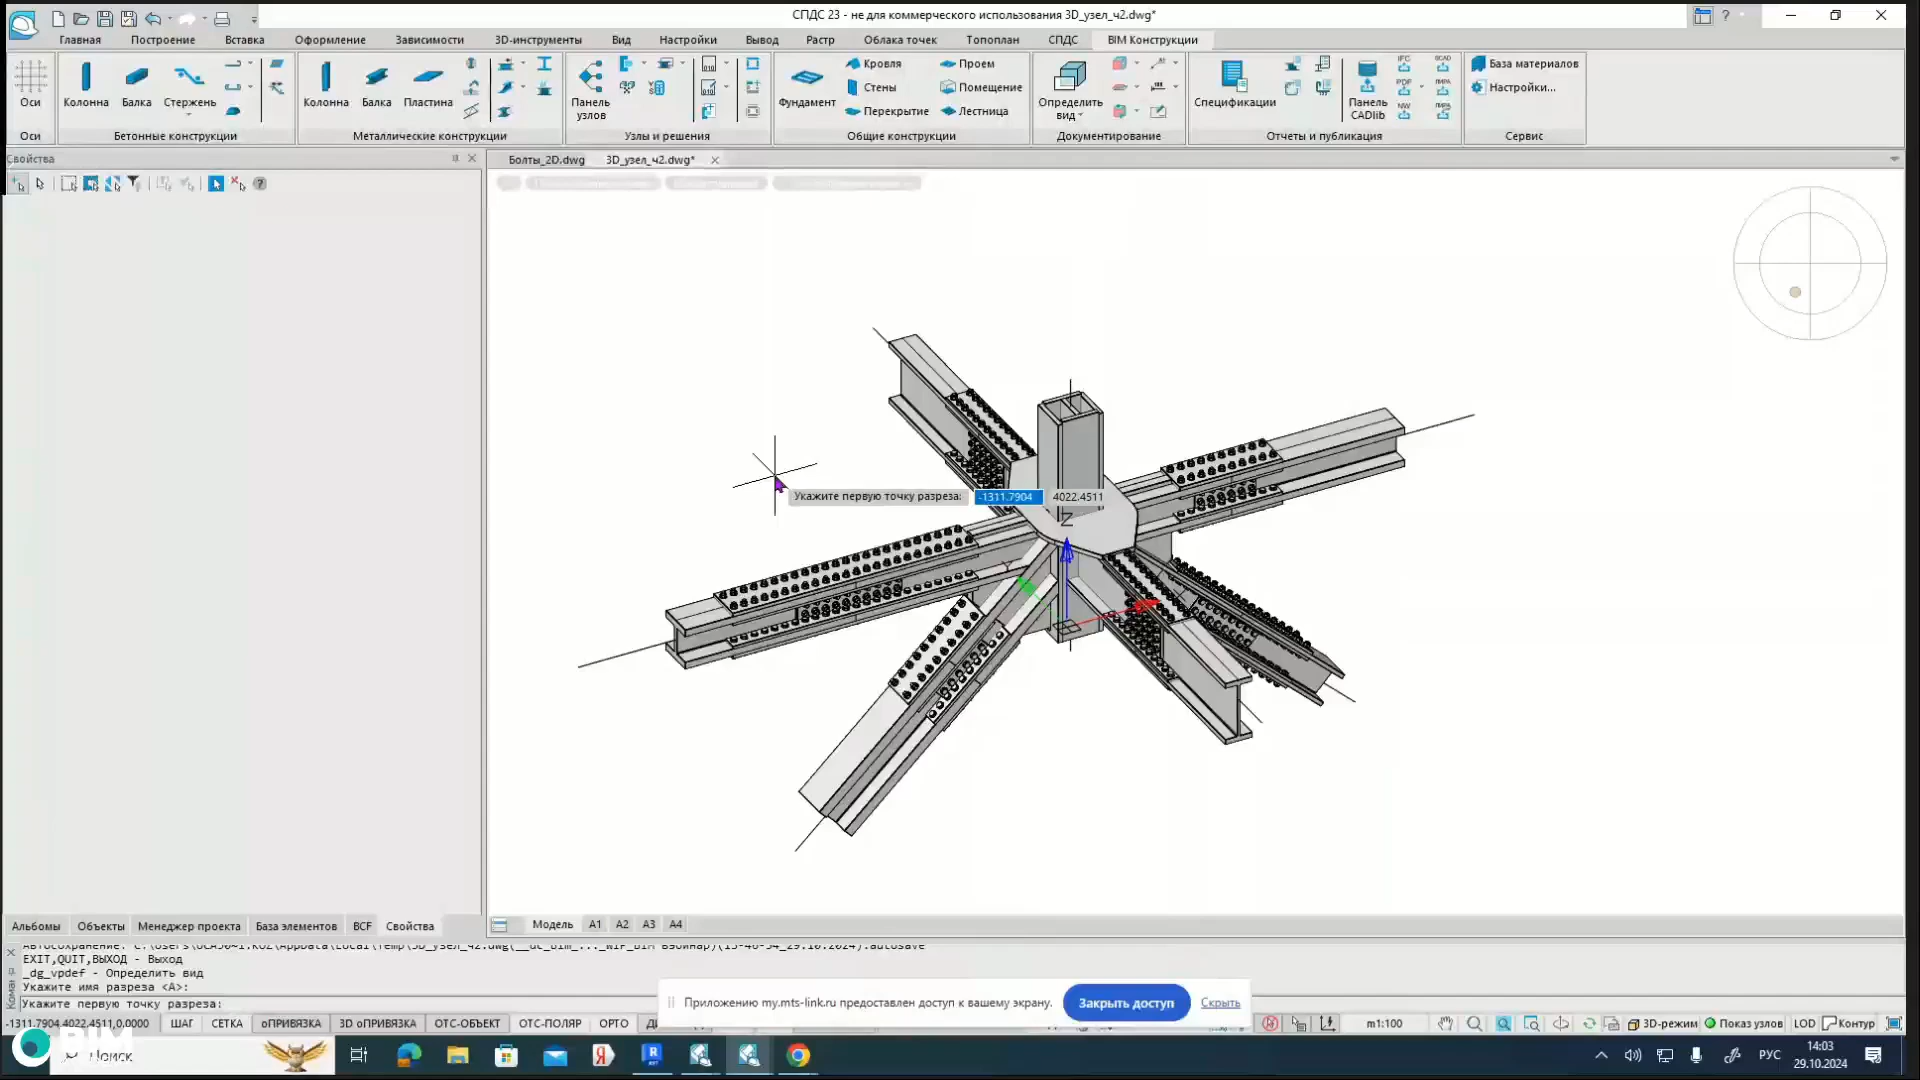 СПДС 23 - не для коммерческого использования 3D_узел_ч2.dwg*
?
Главная Построение Вставка Оформление Зависимости 3D-инструменты Вид Настройки Вывод Растр Облака точек Топоплан СПДС BIM Конструкции
Оси Колонна Балка Стержень Колонна Балка Пластина Панель узлов Фундамент Кровля Стены Перекрытие Проем Помещение Лестница Определить вид Спецификации Панель CADlib База материалов Настройки...
Оси Бетонные конструкции Металлические конструкции Узлы и решения Общие конструкции Документирование Отчеты и публикация Сервис
Свойства
Болты_2D.dwg 3D_узел_ч2.dwg*
Укажите первую точку разреза: -1311.7904 4022.4511
Z
Альбомы Объекты Менеджер проекта База элементов BCF Свойства
Модель A1 A2 A3 A4
EXIT,QUIT,ВЫХОД - Выход
_dg_vpdef - Определить вид
Укажите имя разреза <A>:
Укажите первую точку разреза:
Приложению my.mts-link.ru предоставлен доступ к вашему экрану. Закрыть доступ Скрыть
-1311.7904,4022.4511,0.0000 ШАГ СЕТКА оПРИВЯЗКА 3D оПРИВЯЗКА ОТС-ОБЪЕКТ ОТС-ПОЛЯР ОРТО m1:100 3D-режим Показ узлов LOD Контур
BIM
Поиск
РУС
14:03
29.10.2024